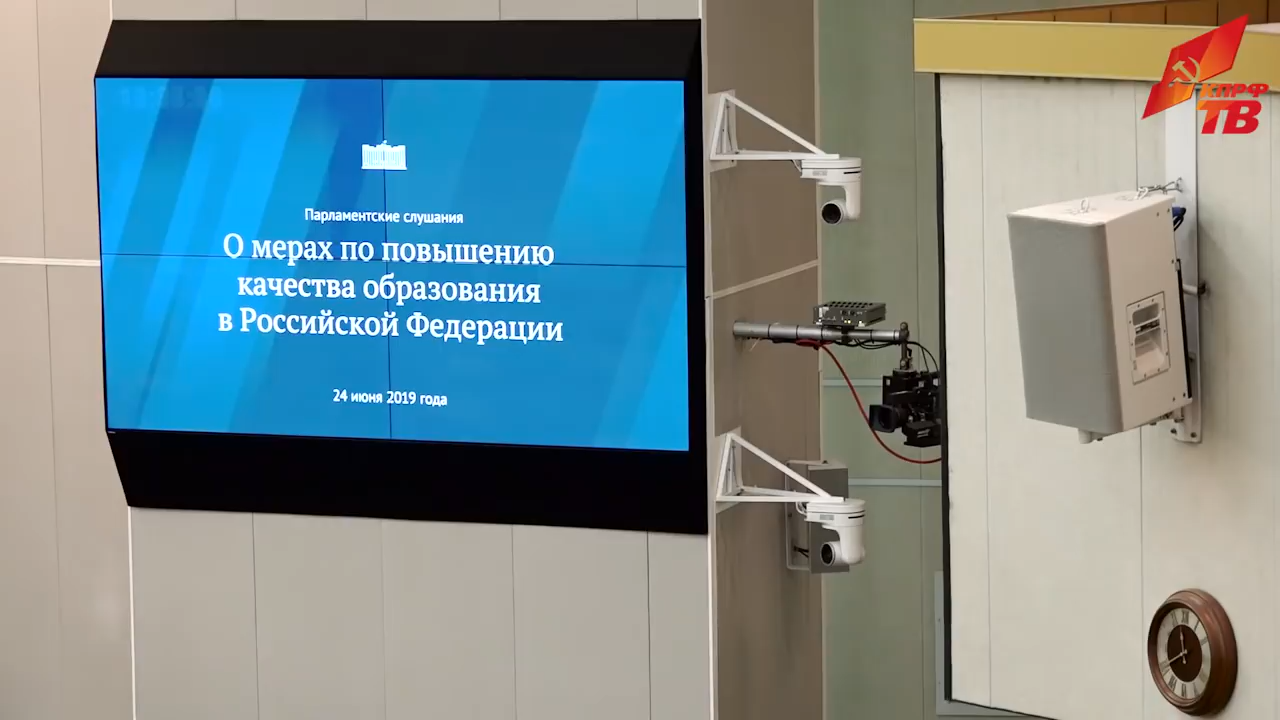 КПРФ
ТВ
Парламентские слушания
О мерах по повышению
качества образования
в Российской Федерации
24 июня 2019 года